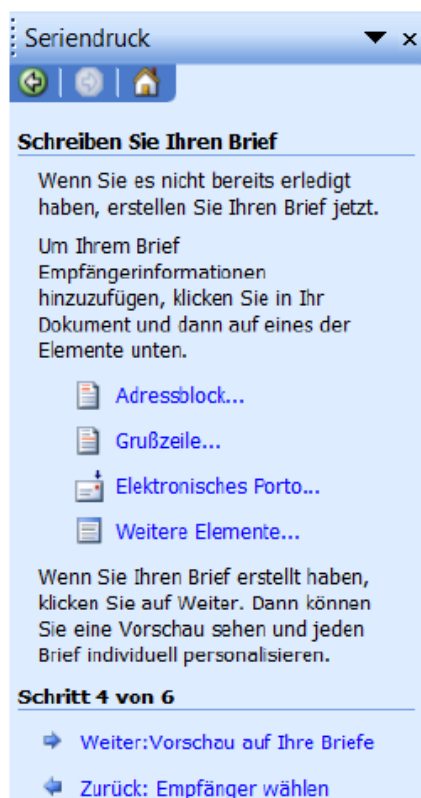 Seriendruck
Schreiben Sie Ihren Brief
Wenn Sie es nicht bereits erledigt
haben, erstellen Sie Ihren Brief jetzt.
Um Ihrem Brief
Empfängerinformationen
hinzuzufügen, klicken Sie in Ihr
Dokument und dann auf eines der
Elemente unten.
Adressblock...
Grußzeile...
Elektronisches Porto...
Weitere Elemente...
Wenn Sie Ihren Brief erstellt haben,
klicken Sie auf Weiter. Dann können
Sie eine Vorschau sehen und jeden
Brief individuell personalisieren.
Schritt 4 von 6
Weiter:Vorschau auf Ihre Briefe
Zurück: Empfänger wählen